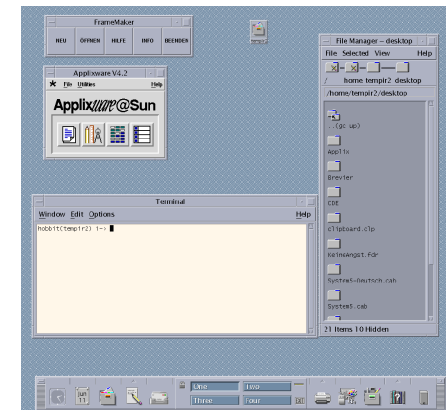 FrameMaker
NEU ÖFFNEN HILFE INFO BEENDEN
Applixware V4.2
File Utilities Help
Applixware@Sun
File Manager - desktop
File Selected View Help
/ home tempir2 desktop
/home/tempir2/desktop
..(go up)
Applix
Brevier
CDE
clipboard.clp
KeineAngst.fdr
System5-Deutsch.cab
System5.cab
21 Items 10 Hidden
Terminal
Window Edit Options Help
hobbit(tempir2) 1->
One Two
Three Four